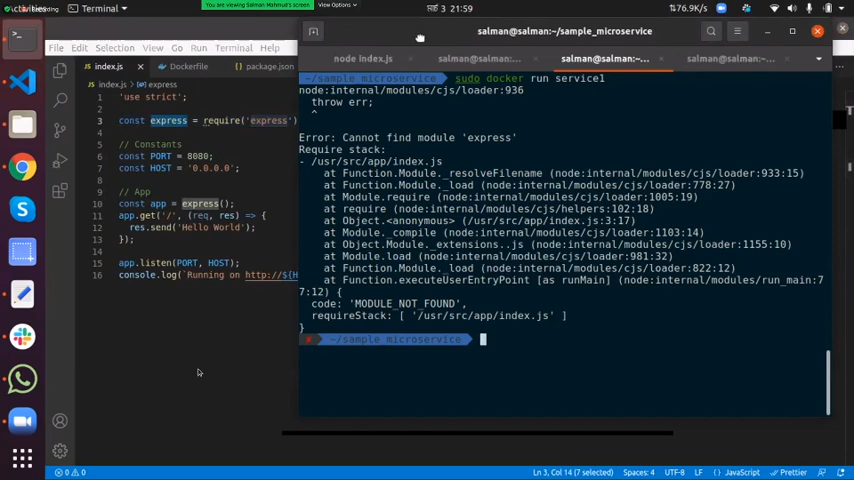 Activities
Terminal
You are viewing Salman Mahmud's screen
View Options
মে 3 21:59
76.9K/s
salman@salman:~/sample_microservice
File Edit Selection View Go Run Terminal Help
node index.js
salman@salman:~...
salman@salman:~...
salman@salman:~...
index.js
Dockerfile
package.json
index.js > express
1 'use strict';
2
3 const express = require('express')
4
5 // Constants
6 const PORT = 8080;
7 const HOST = '0.0.0.0';
8
9 // App
10 const app = express();
11 app.get('/', (req, res) => {
12 res.send('Hello World');
13 });
14
15 app.listen(PORT, HOST);
16 console.log(`Running on http://${H
~/sample microservice sudo docker run service1
node:internal/modules/cjs/loader:936
throw err;
^
Error: Cannot find module 'express'
Require stack:
- /usr/src/app/index.js
at Function.Module._resolveFilename (node:internal/modules/cjs/loader:933:15)
at Function.Module._load (node:internal/modules/cjs/loader:778:27)
at Module.require (node:internal/modules/cjs/loader:1005:19)
at require (node:internal/modules/cjs/helpers:102:18)
at Object.<anonymous> (/usr/src/app/index.js:3:17)
at Module._compile (node:internal/modules/cjs/loader:1103:14)
at Object.Module._extensions..js (node:internal/modules/cjs/loader:1155:10)
at Module.load (node:internal/modules/cjs/loader:981:32)
at Function.Module._load (node:internal/modules/cjs/loader:822:12)
at Function.executeUserEntryPoint [as runMain] (node:internal/modules/run_main:7
7:12) {
code: 'MODULE_NOT_FOUND',
requireStack: [ '/usr/src/app/index.js' ]
}
~/sample microservice
0 0
Ln 3, Col 14 (7 selected)
Spaces: 4
UTF-8
LF
JavaScript
Prettier